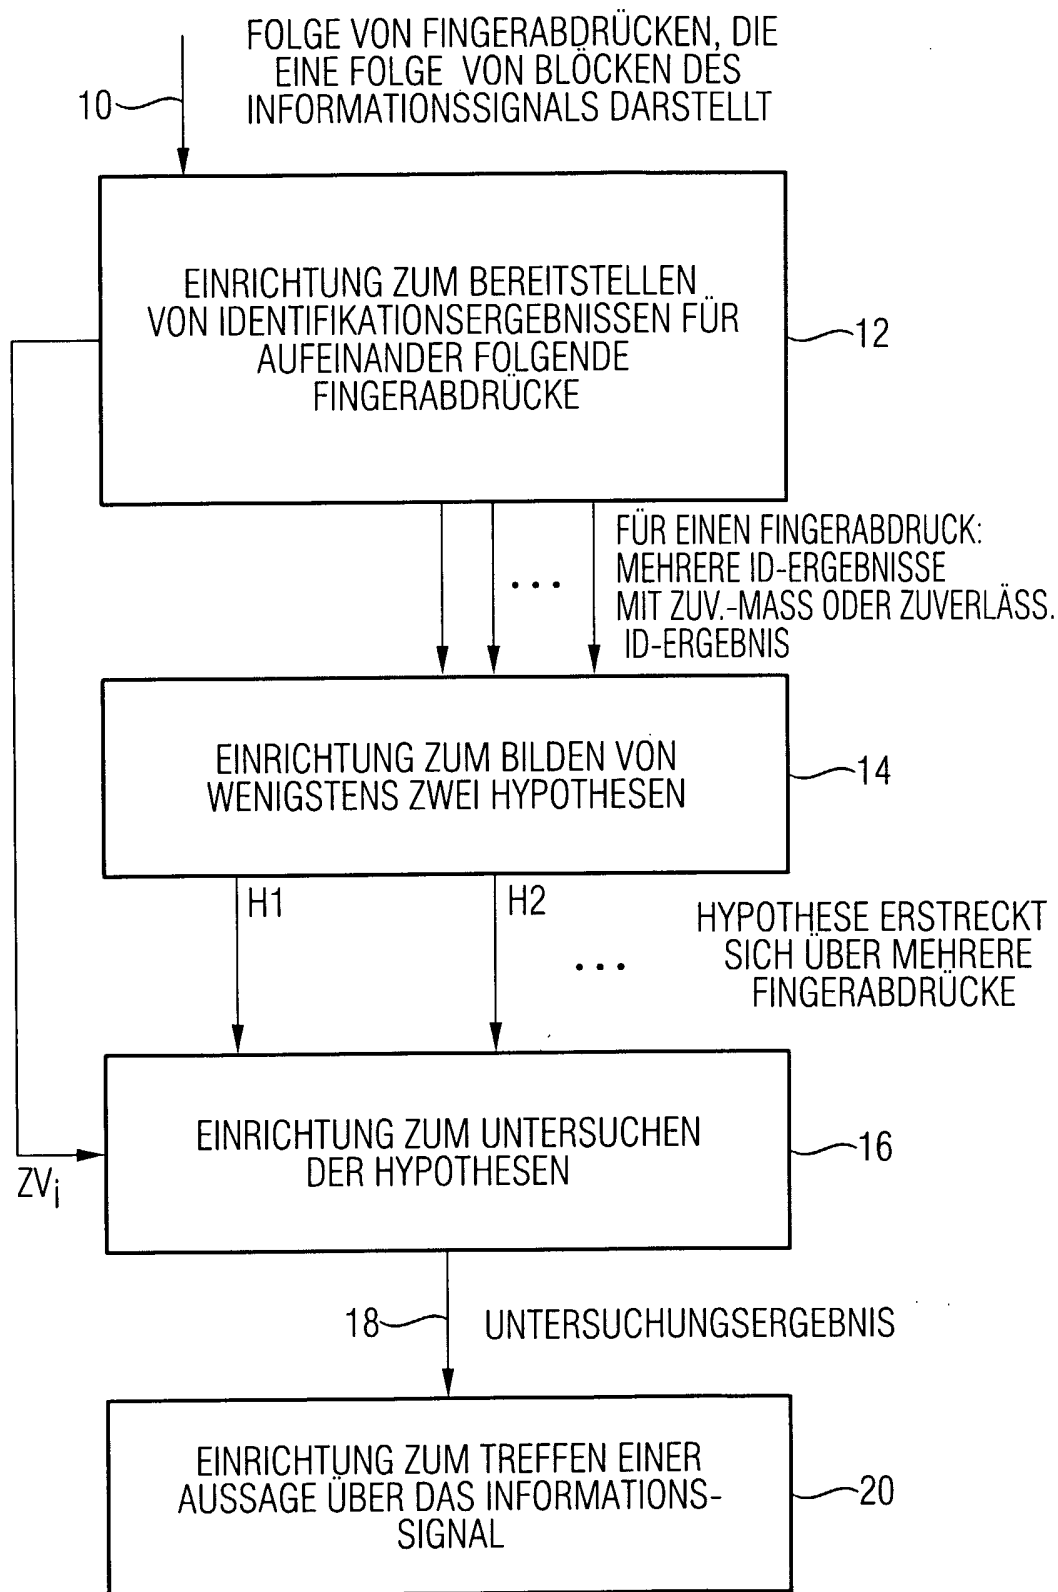 FOLGE VON FINGERABDRÜCKEN, DIE
EINE FOLGE VON BLÖCKEN DES
INFORMATIONSSIGNALS DARSTELLT
10
EINRICHTUNG ZUM BEREITSTELLEN
VON IDENTIFIKATIONSERGEBNISSEN FÜR
AUFEINANDER FOLGENDE
FINGERABDRÜCKE
12
FÜR EINEN FINGERABDRUCK:
MEHRERE ID-ERGEBNISSE
MIT ZUV.-MASS ODER ZUVERLÄSS.
ID-ERGEBNIS
...
EINRICHTUNG ZUM BILDEN VON
WENIGSTENS ZWEI HYPOTHESEN
14
H1
H2
...
HYPOTHESE ERSTRECKT
SICH ÜBER MEHRERE
FINGERABDRÜCKE
EINRICHTUNG ZUM UNTERSUCHEN
DER HYPOTHESEN
16
ZVi
18
UNTERSUCHUNGSERGEBNIS
EINRICHTUNG ZUM TREFFEN EINER
AUSSAGE ÜBER DAS INFORMATIONS-
SIGNAL
20